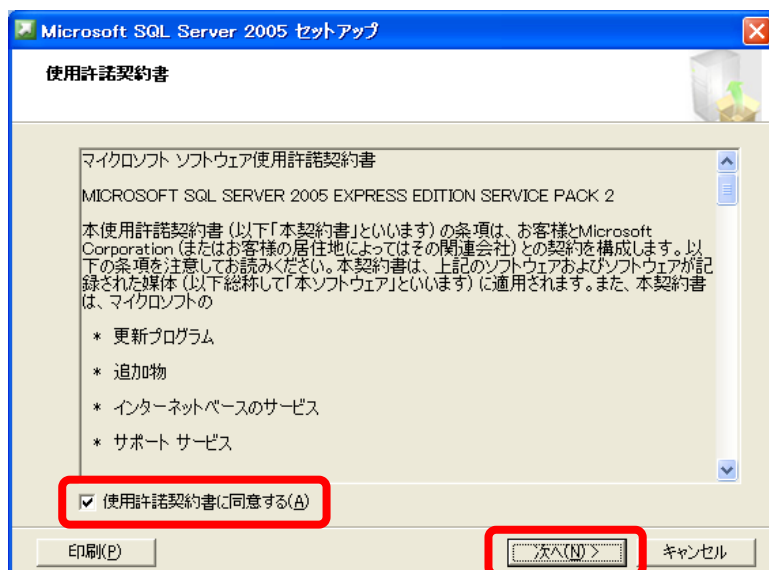 Microsoft SQL Server 2005 セットアップ
使用許諾契約書
マイクロソフト ソフトウェア使用許諾契約書
MICROSOFT SQL SERVER 2005 EXPRESS EDITION SERVICE PACK 2
本使用許諾契約書 (以下「本契約書」といいます) の条項は、お客様とMicrosoft
Corporation (またはお客様の居住地によってはその関連会社) との契約を構成します。以
下の条項を注意してお読みください。本契約書は、上記のソフトウェアおよびソフトウェアが記
録された媒体 (以下総称して「本ソフトウェア」といいます) に適用されます。また、本契約書
は、マイクロソフトの
* 更新プログラム
* 追加物
* インターネットベースのサービス
* サポート サービス
使用許諾契約書に同意する(A)
印刷(P)
次へ(N) >
キャンセル